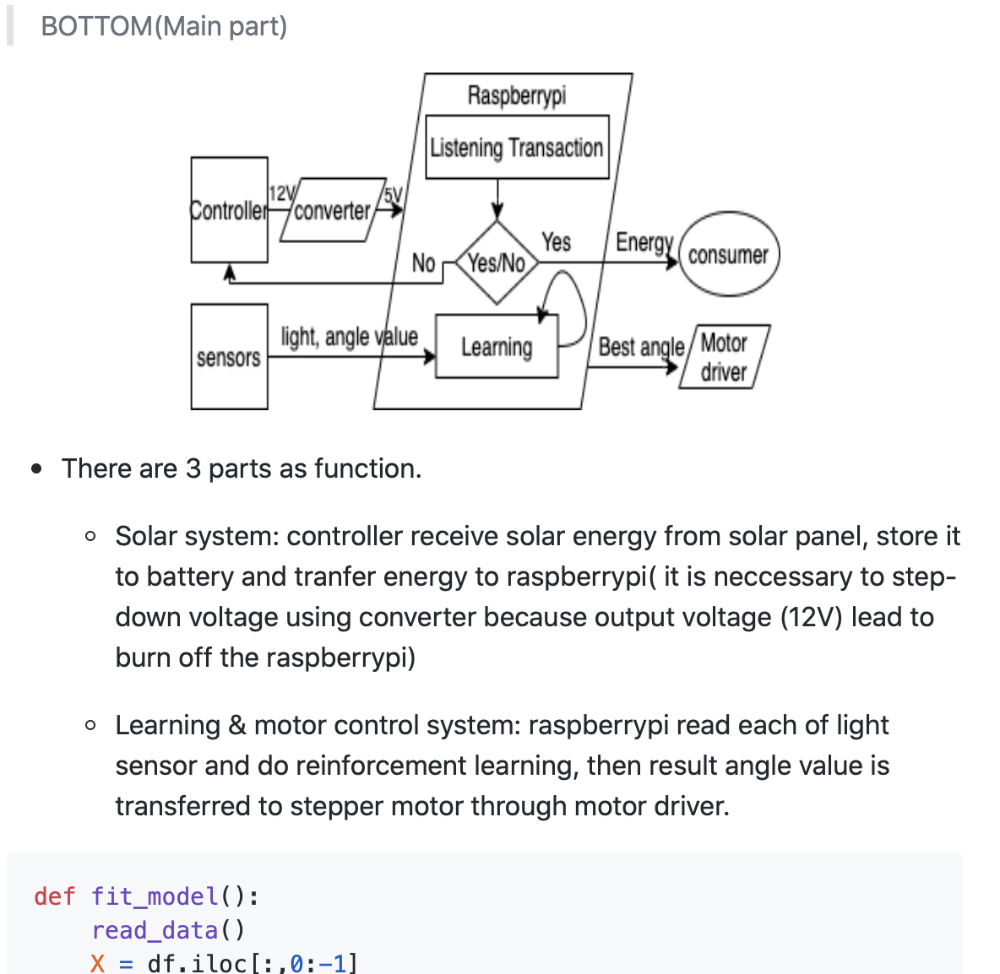 BOTTOM(Main part)
Raspberrypi
Listening Transaction
12V
5V
Controller
converter
Yes
Energy
No
Yes/No
consumer
light, angle value
sensors
Learning
Best angle
Motor
driver
• There are 3 parts as function.
○ Solar system: controller receive solar energy from solar panel, store it
to battery and tranfer energy to raspberrypi( it is neccessary to step-
down voltage using converter because output voltage (12V) lead to
burn off the raspberrypi)
○ Learning & motor control system: raspberrypi read each of light
sensor and do reinforcement learning, then result angle value is
transferred to stepper motor through motor driver.
def fit_model():
    read_data()
    X = df.iloc[:,0:-1]